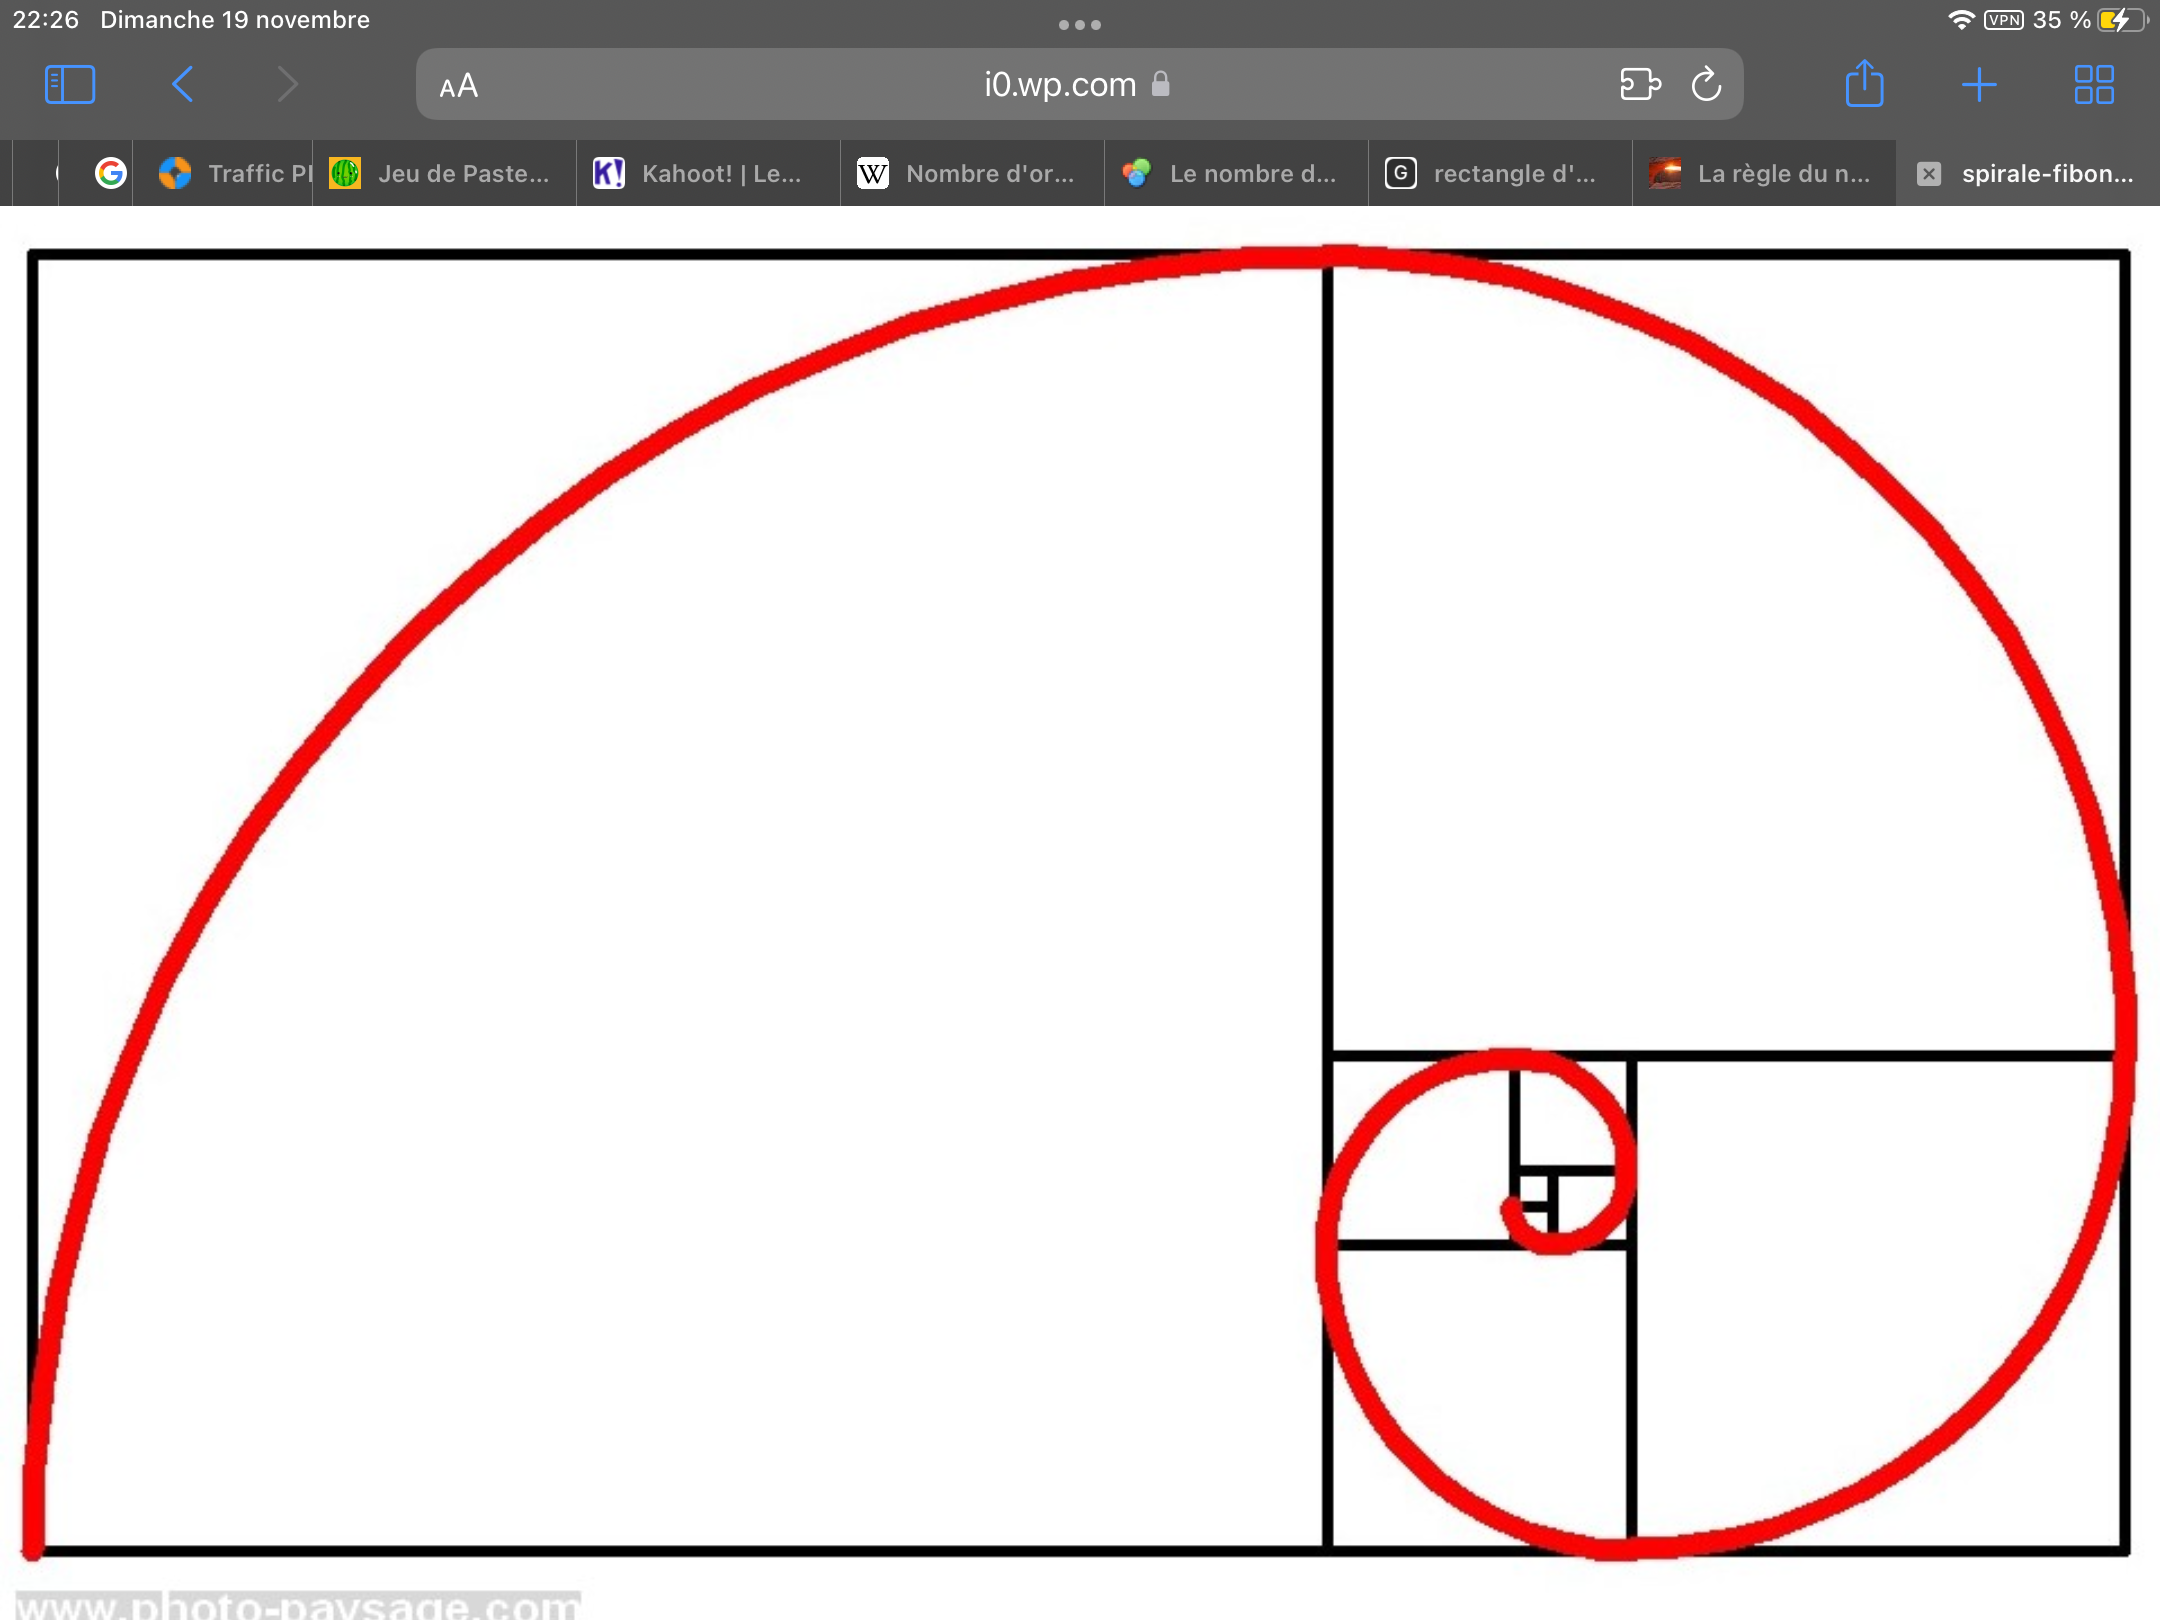 22:26 Dimanche 19 novembre
VPN 35 %
AA i0.wp.com
G Traffic Pl Jeu de Paste... K! Kahoot! | Le... W Nombre d'or... Le nombre d... G rectangle d'... La règle du n... spirale-fibon...
www.photo-paysage.com